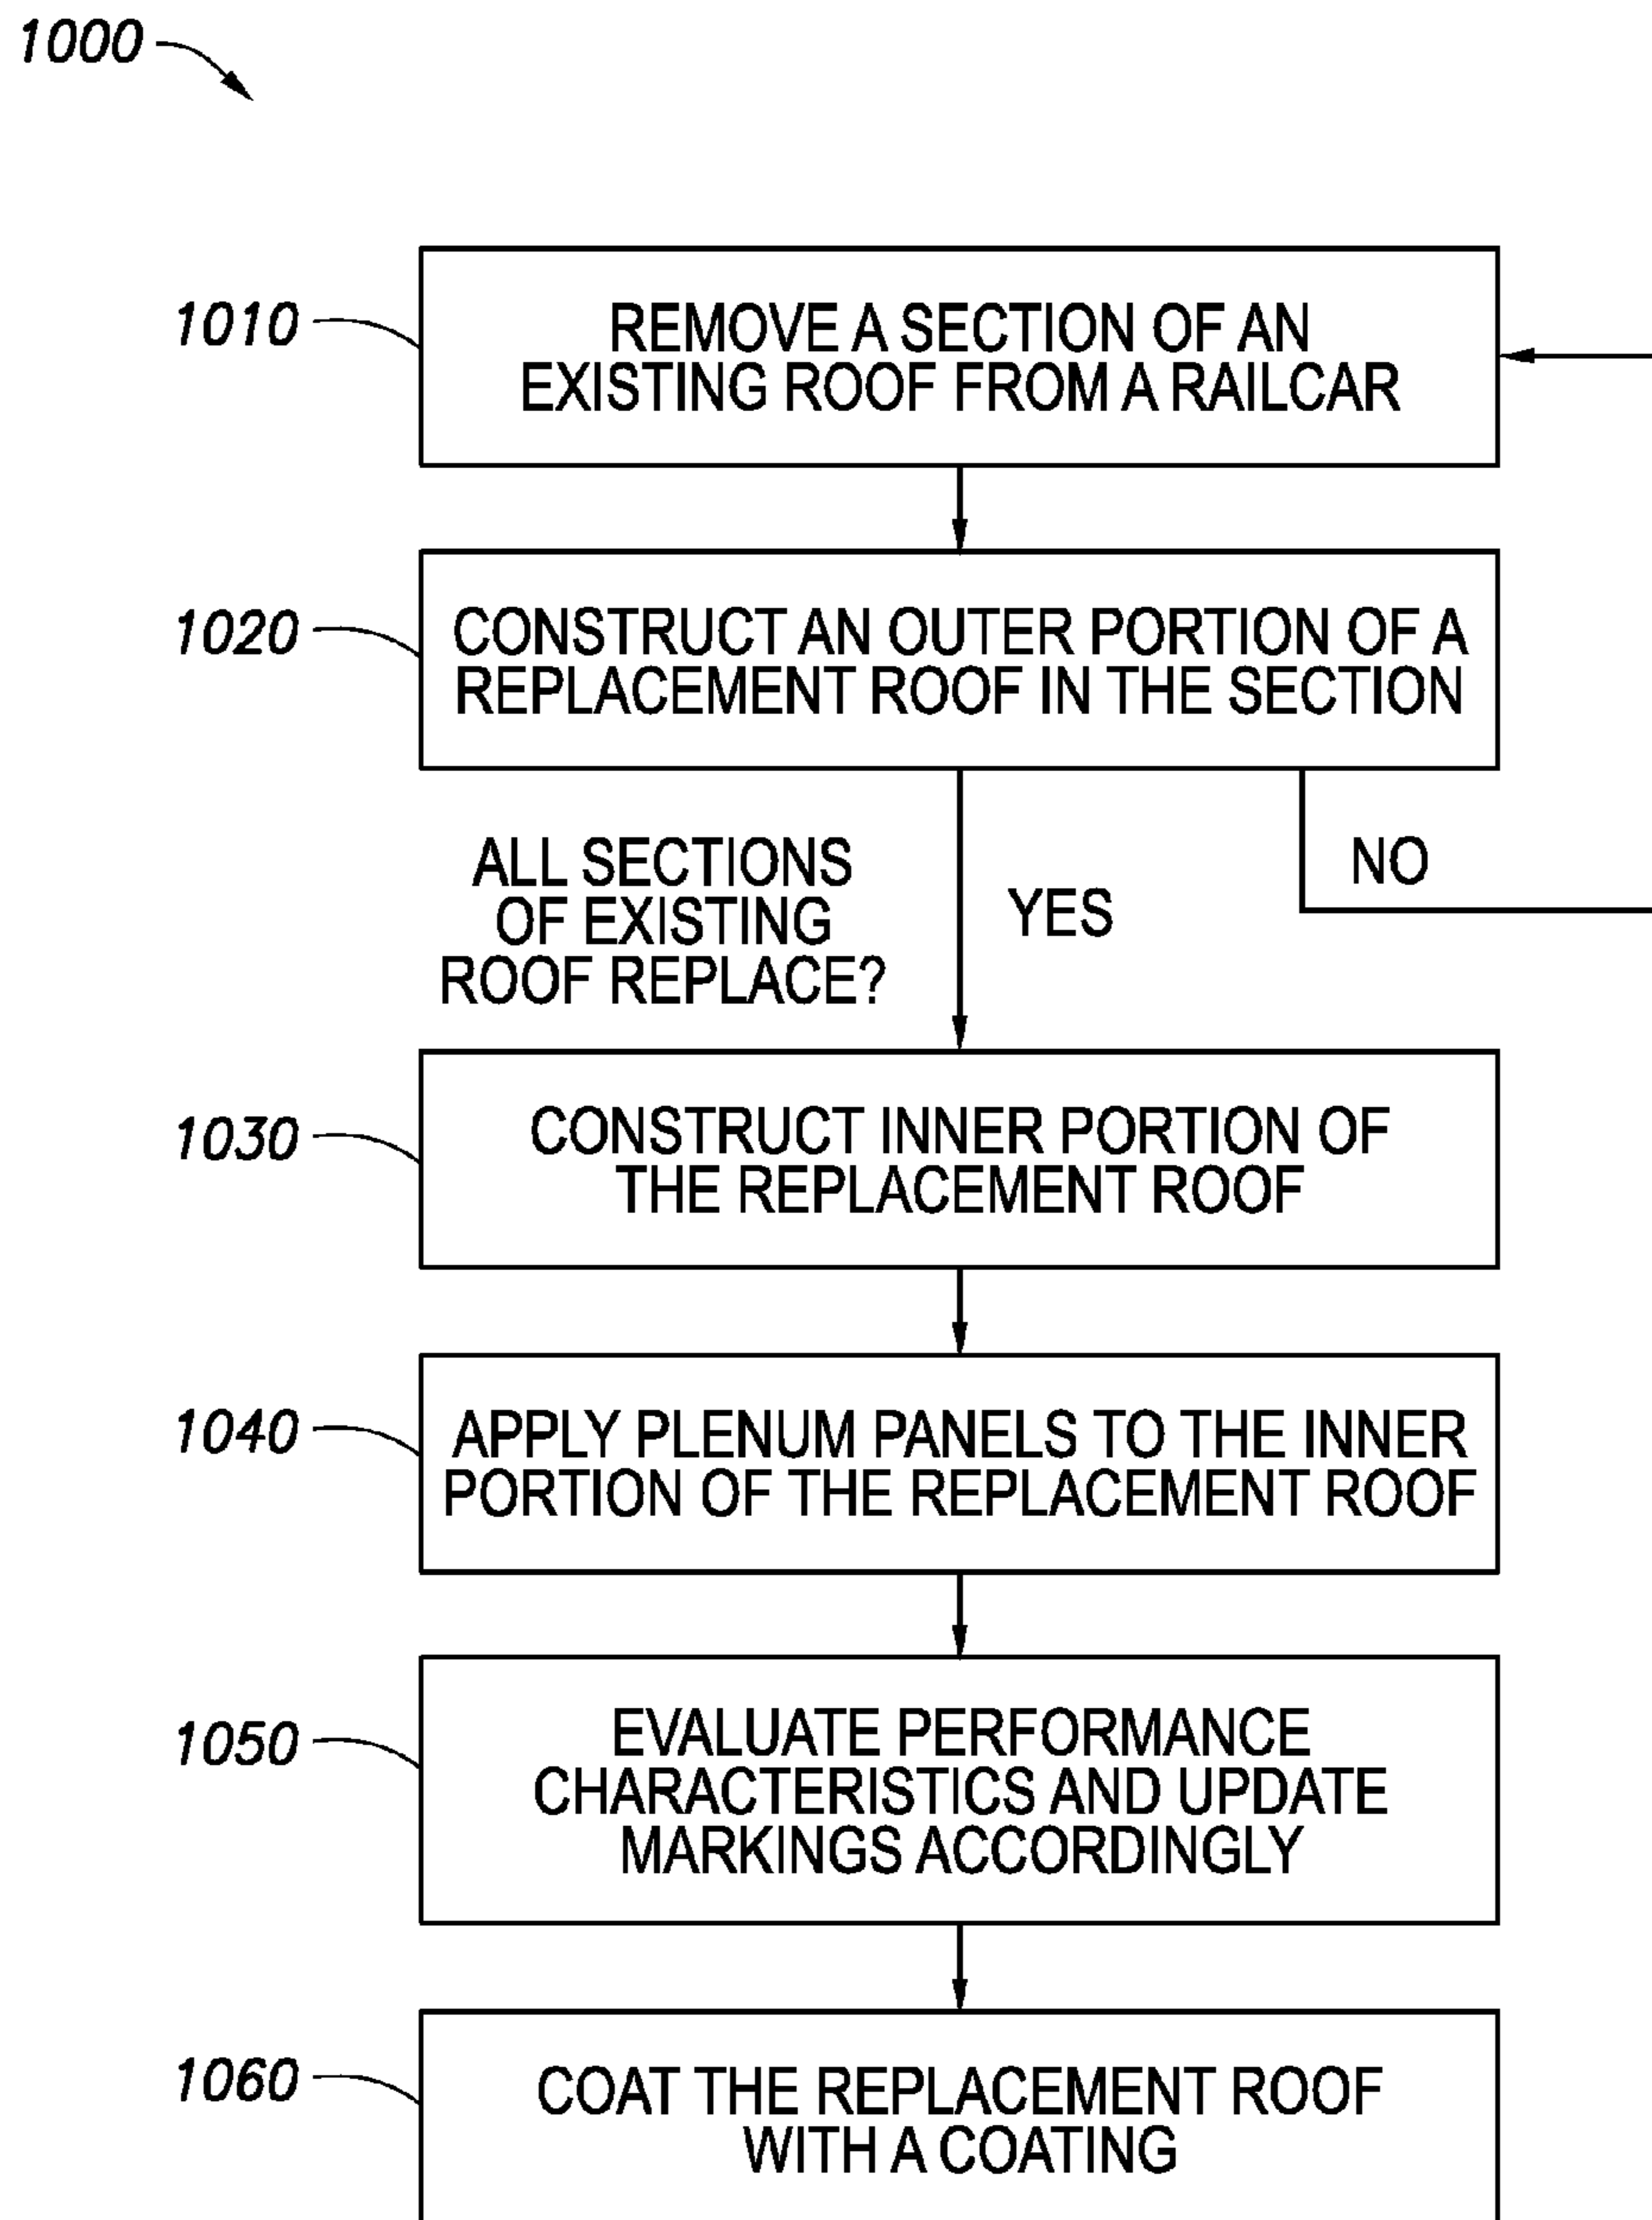 1000
1010
REMOVE A SECTION OF AN
EXISTING ROOF FROM A RAILCAR
1020
CONSTRUCT AN OUTER PORTION OF A
REPLACEMENT ROOF IN THE SECTION
ALL SECTIONS
OF EXISTING
ROOF REPLACE?
YES
NO
1030
CONSTRUCT INNER PORTION OF
THE REPLACEMENT ROOF
1040
APPLY PLENUM PANELS TO THE INNER
PORTION OF THE REPLACEMENT ROOF
1050
EVALUATE PERFORMANCE
CHARACTERISTICS AND UPDATE
MARKINGS ACCORDINGLY
1060
COAT THE REPLACEMENT ROOF
WITH A COATING